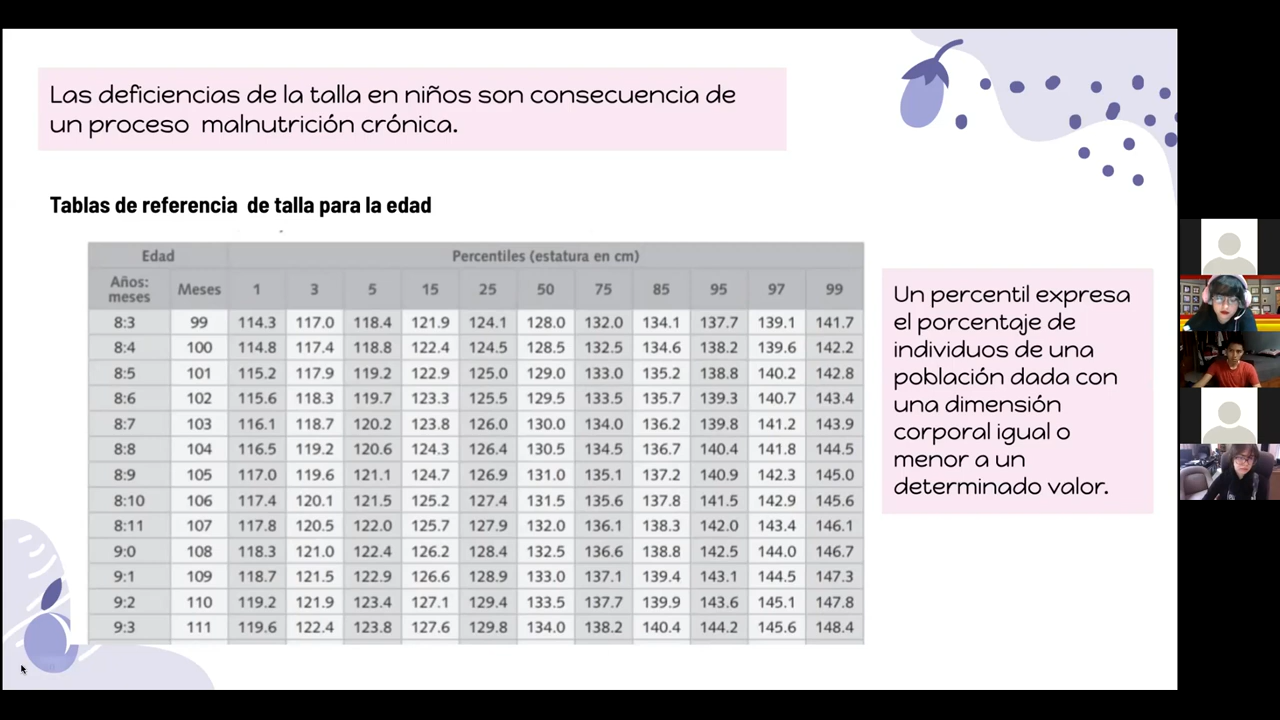 Las deficiencias de la talla en niños son consecuencia de
un proceso malnutrición crónica.
Tablas de referencia de talla para la edad
Edad Percentiles (estatura en cm)
Años: meses Meses 1 3 5 15 25 50 75 85 95 97 99
8:3 99 114.3 117.0 118.4 121.9 124.1 128.0 132.0 134.1 137.7 139.1 141.7
8:4 100 114.8 117.4 118.8 122.4 124.5 128.5 132.5 134.6 138.2 139.6 142.2
8:5 101 115.2 117.9 119.2 122.9 125.0 129.0 133.0 135.2 138.8 140.2 142.8
8:6 102 115.6 118.3 119.7 123.3 125.5 129.5 133.5 135.7 139.3 140.7 143.4
8:7 103 116.1 118.7 120.2 123.8 126.0 130.0 134.0 136.2 139.8 141.2 143.9
8:8 104 116.5 119.2 120.6 124.3 126.4 130.5 134.5 136.7 140.4 141.8 144.5
8:9 105 117.0 119.6 121.1 124.7 126.9 131.0 135.1 137.2 140.9 142.3 145.0
8:10 106 117.4 120.1 121.5 125.2 127.4 131.5 135.6 137.8 141.5 142.9 145.6
8:11 107 117.8 120.5 122.0 125.7 127.9 132.0 136.1 138.3 142.0 143.4 146.1
9:0 108 118.3 121.0 122.4 126.2 128.4 132.5 136.6 138.8 142.5 144.0 146.7
9:1 109 118.7 121.5 122.9 126.6 128.9 133.0 137.1 139.4 143.1 144.5 147.3
9:2 110 119.2 121.9 123.4 127.1 129.4 133.5 137.7 139.9 143.6 145.1 147.8
9:3 111 119.6 122.4 123.8 127.6 129.8 134.0 138.2 140.4 144.2 145.6 148.4
Un percentil expresa
el porcentaje de
individuos de una
población dada con
una dimensión
corporal igual o
menor a un
determinado valor.